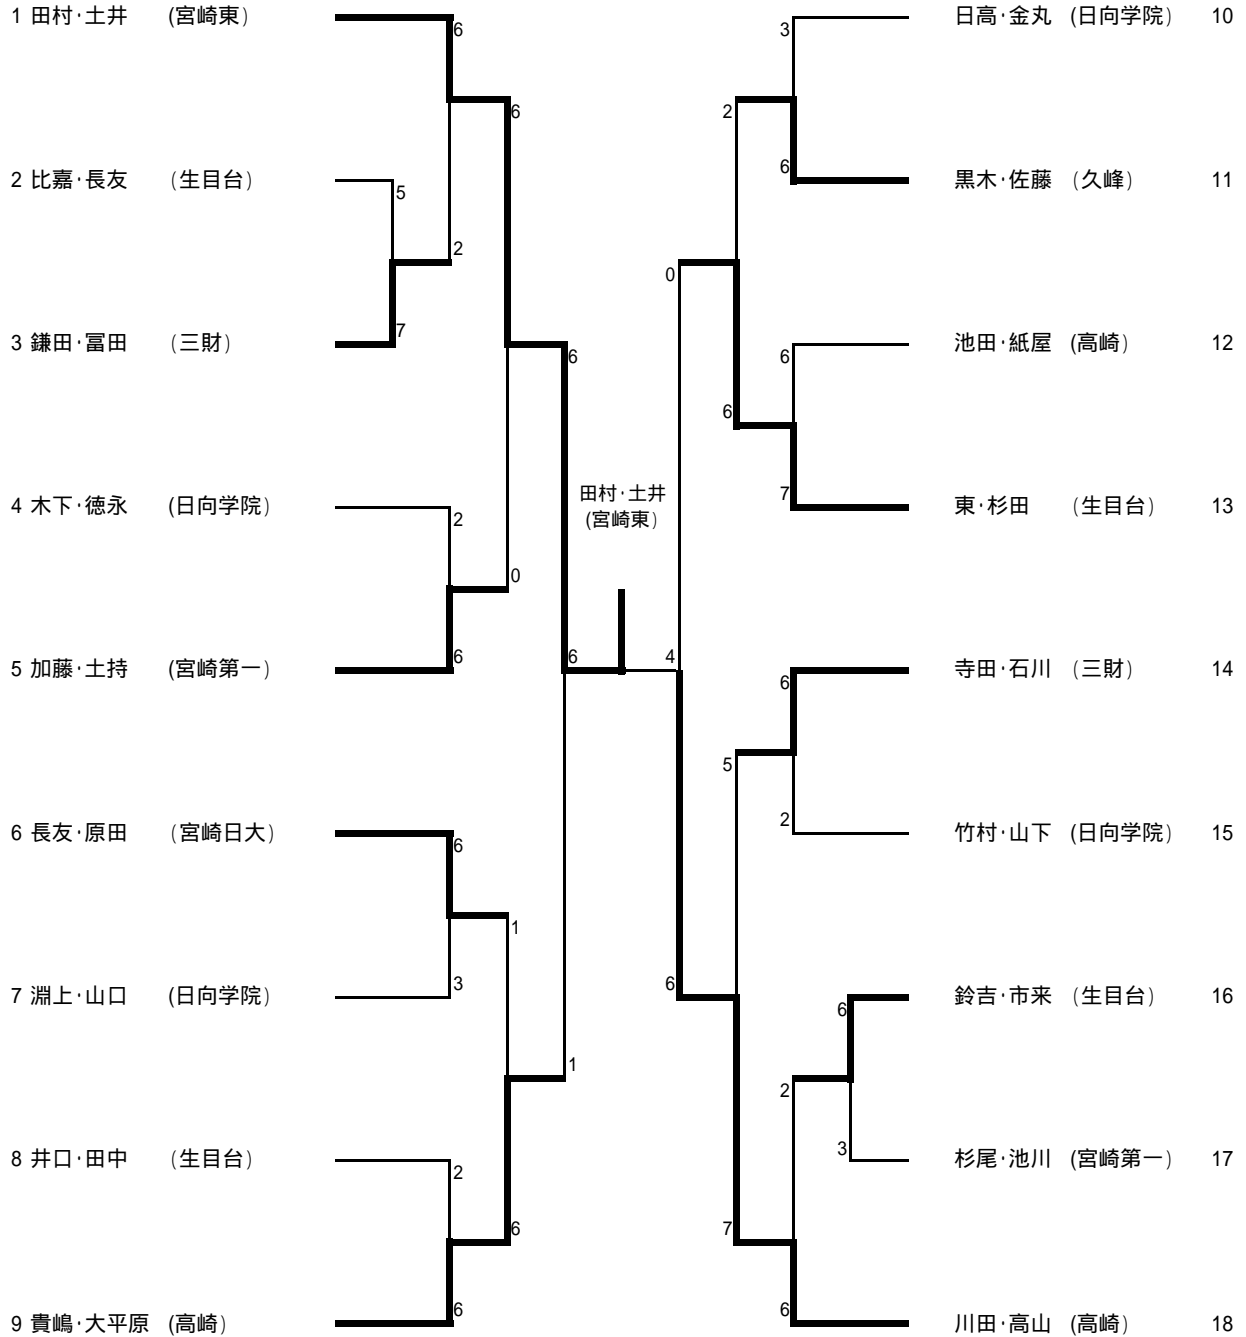 1 田村·土井 (宮崎東)
2 比嘉·長友 (生目台)
3 鎌田·冨田 (三財)
4 木下·徳永 (日向学院)
5 加藤·土持 (宮崎第一)
6 長友·原田 (宮崎日大)
7 淵上·山口 (日向学院)
8 井口·田中 (生目台)
9 貴嶋·大平原 (高崎)
6
5
2
7
6
2
0
6
6
6
3
1
2
6
6
6
1
6
田村·土井
(宮崎東)
4
0
6
2
6
5
7
3
6
6
7
6
2
2
6
6
3
日高·金丸 (日向学院) 10
黒木·佐藤 (久峰) 11
池田·紙屋 (高崎) 12
東·杉田 (生目台) 13
寺田·石川 (三財) 14
竹村·山下 (日向学院) 15
鈴吉·市来 (生目台) 16
杉尾·池川 (宮崎第一) 17
川田·高山 (高崎) 18